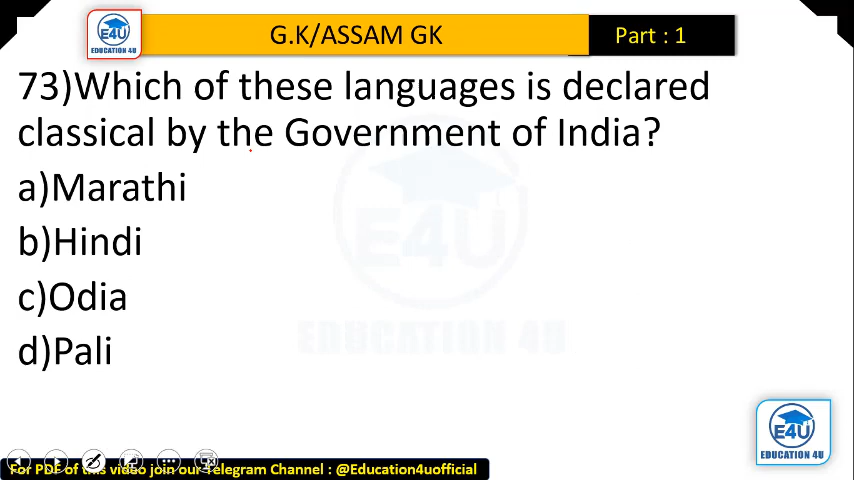 E4U
EDUCATION 4U
G.K/ASSAM GK
Part : 1
73)Which of these languages is declared
classical by the Government of India?
a)Marathi
b)Hindi
c)Odia
d)Pali
E4U
EDUCATION 4U
E4U
EDUCATION 4U
For PDF of this video join our Telegram Channel : @Education4uofficial